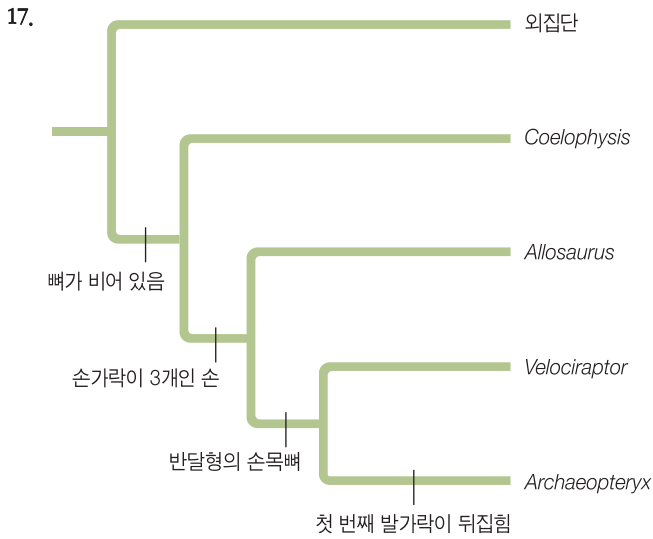 17.
외집단
Coelophysis
뼈가 비어 있음
Allosaurus
손가락이 3개인 손
Velociraptor
반달형의 손목뼈
Archaeopteryx
첫 번째 발가락이 뒤집힘